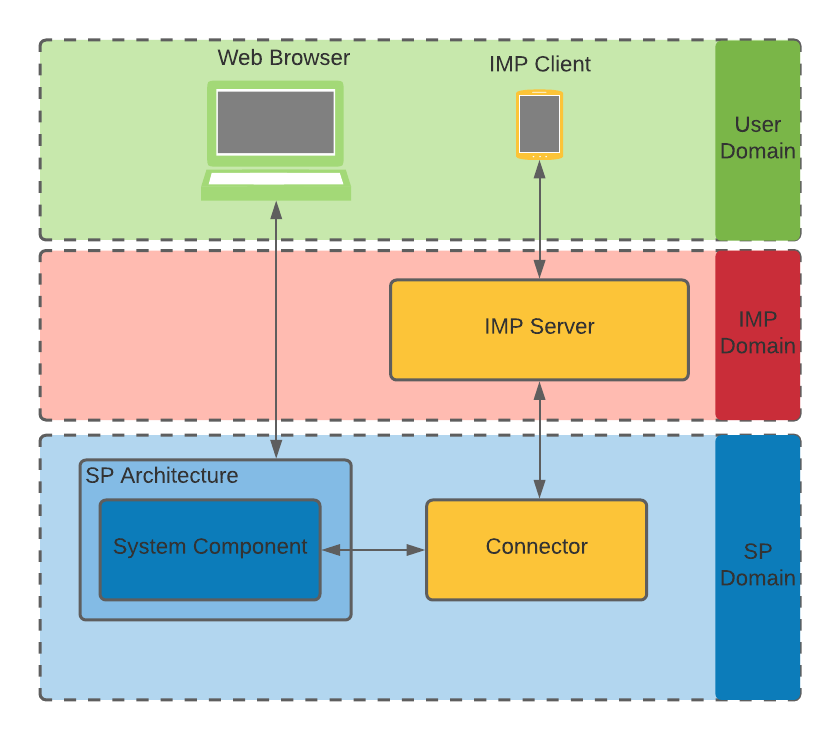 Web Browser
IMP Client
User
Domain
IMP Server
IMP
Domain
SP Architecture
System Component
Connector
SP
Domain